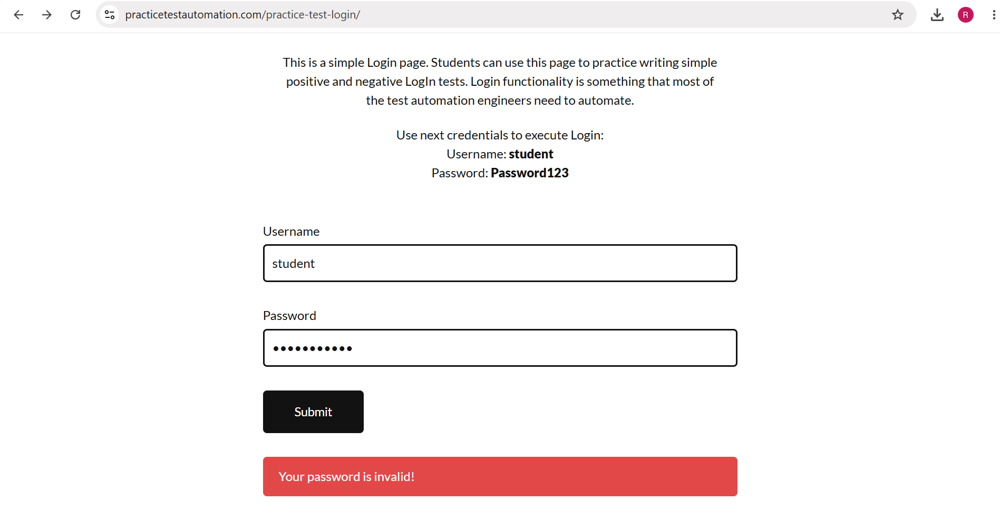 practicetestautomation.com/practice-test-login/
R
This is a simple Login page. Students can use this page to practice writing simple
positive and negative LogIn tests. Login functionality is something that most of
the test automation engineers need to automate.
Use next credentials to execute Login:
Username: student
Password: Password123
Username
student
Password
•••••••••••
Submit
Your password is invalid!